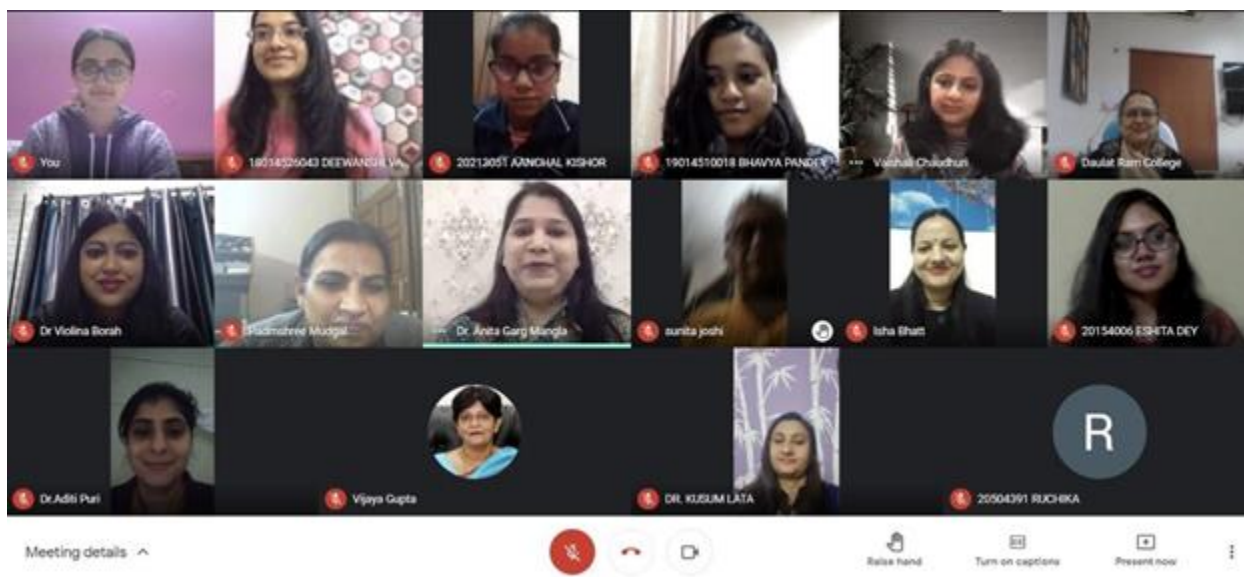 You
18014526043 DEEWANSHI VA...
20213051 AANCHAL KISHOR
19014510018 BHAVYA PANDEY
Vaishali Chaudhuri
Daulat Ram College
Dr Violina Borah
Padmshree Mudgal
Dr. Anita Garg Mangla
sunita joshi
Isha Bhatt
20154006 ESHITA DEY
Dr.Aditi Puri
Vijaya Gupta
DR. KUSUM LATA
R
20504391 RUCHIKA
Meeting details
Raise hand
Turn on captions
Present now